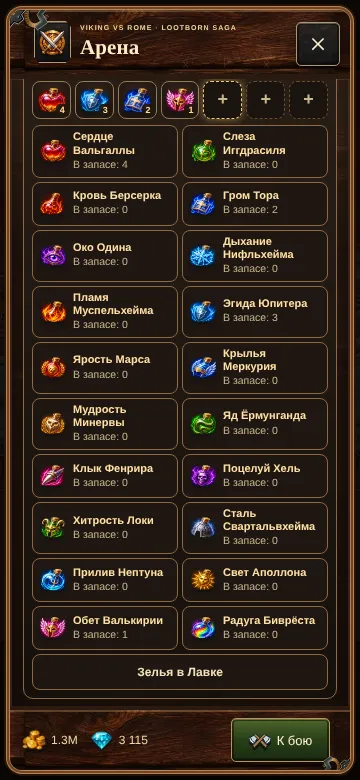 VIKING VS ROME · LOOTBORN SAGA
Арена
4
3
2
1
+
+
+
Сердце
Вальгаллы
В запасе: 4
Слеза
Иггдрасиля
В запасе: 0
Кровь Берсерка
В запасе: 0
Гром Тора
В запасе: 2
Око Одина
В запасе: 0
Дыхание
Нифльхейма
В запасе: 0
Пламя
Муспельхейма
В запасе: 0
Эгида Юпитера
В запасе: 3
Ярость Марса
В запасе: 0
Крылья
Меркурия
В запасе: 0
Мудрость
Минервы
В запасе: 0
Яд Ёрмунганда
В запасе: 0
Клык Фенрира
В запасе: 0
Поцелуй Хель
В запасе: 0
Хитрость Локи
В запасе: 0
Сталь
Свартальвхейма
В запасе: 0
Прилив Нептуна
В запасе: 0
Свет Аполлона
В запасе: 0
Обет Валькирии
В запасе: 1
Радуга Биврёста
В запасе: 0
Зелья в Лавке
1.3M
3 115
К бою